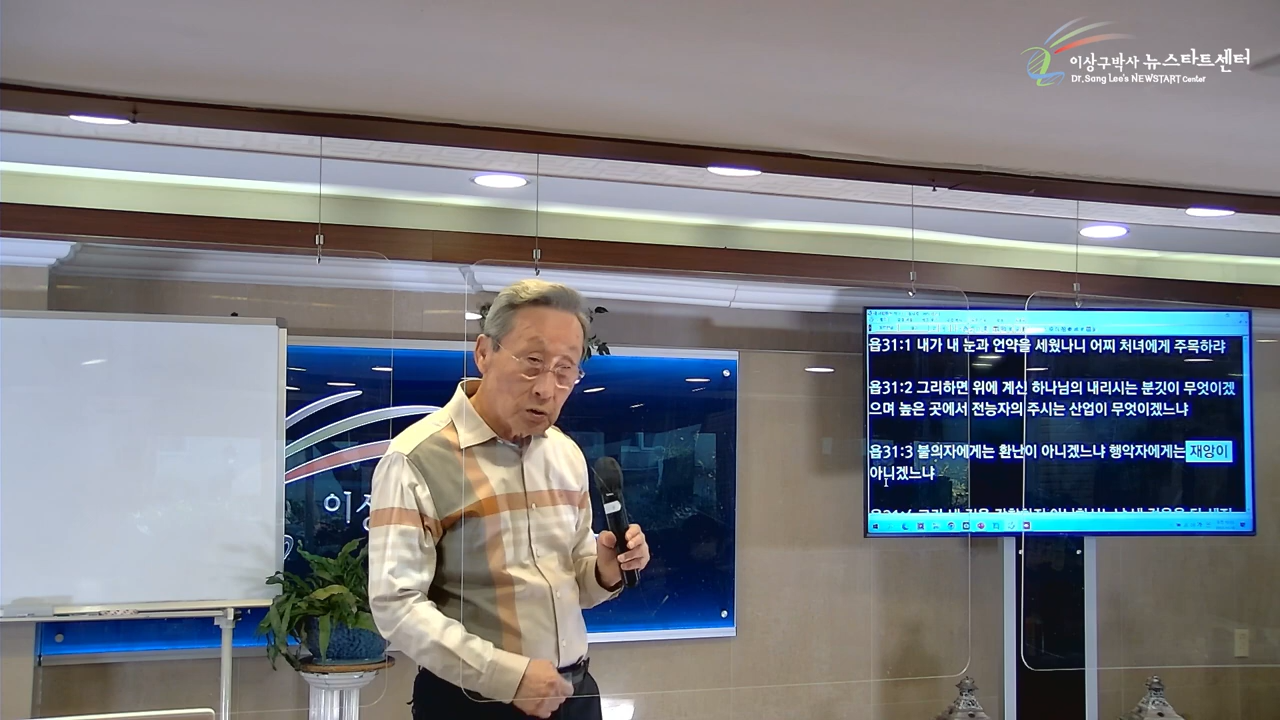 이상구박사 뉴스타트센터
Dr.Sang Lee's NEWSTART Center
욥31:1 내가 내 눈과 언약을 세웠나니 어찌 처녀에게 주목하랴
욥31:2 그리하면 위에 계신 하나님의 내리시는 분깃이 무엇이겠
으며 높은 곳에서 전능자의 주시는 산업이 무엇이겠느냐
욥31:3 불의자에게는 환난이 아니겠느냐 행악자에게는 재앙이
아니겠느냐
이상